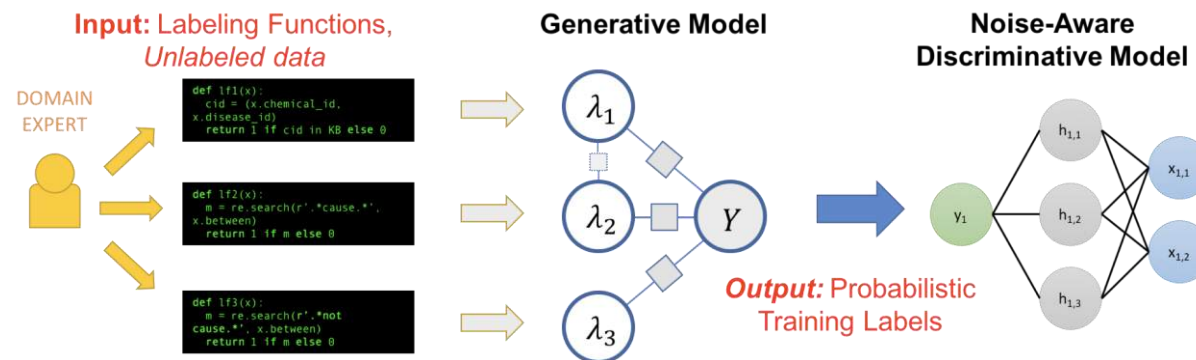 Input: Labeling Functions,
Unlabeled data
Generative Model
Noise-Aware
Discriminative Model
DOMAIN
EXPERT
def lf1(x):
cid = (x.chemical_id,
x.disease_id)
return 1 if cid in KB else 0
def lf2(x):
m = re.search(r'.*cause.*',
x.between)
return 1 if m else 0
def lf3(x):
m = re.search(r'.*not
cause.*', x.between)
return 1 if m else 0
λ1
λ2
λ3
Y
Output: Probabilistic
Training Labels
y1
h1,1
h1,2
h1,3
x1,1
x1,2